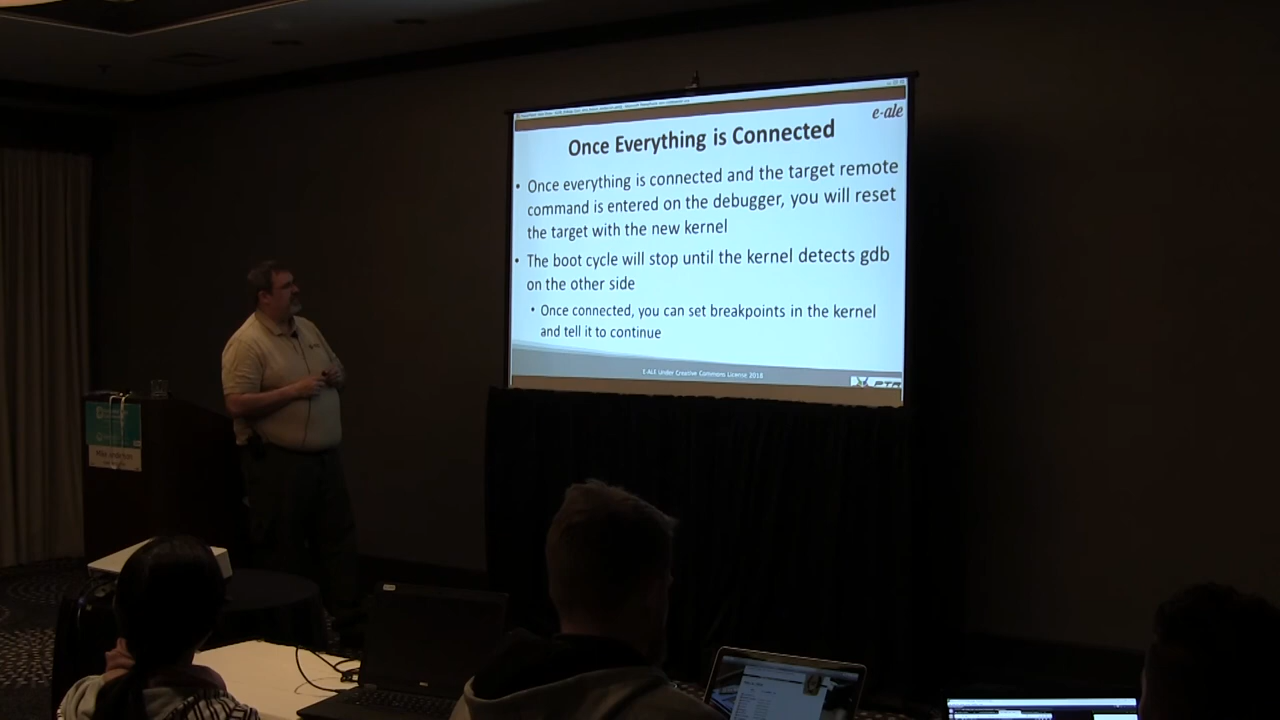 e-ale
Once Everything is Connected
• Once everything is connected and the target remote
command is entered on the debugger, you will reset
the target with the new kernel
• The boot cycle will stop until the kernel detects gdb
on the other side
• Once connected, you can set breakpoints in the kernel
and tell it to continue
E-ALE Under Creative Commons License 2018